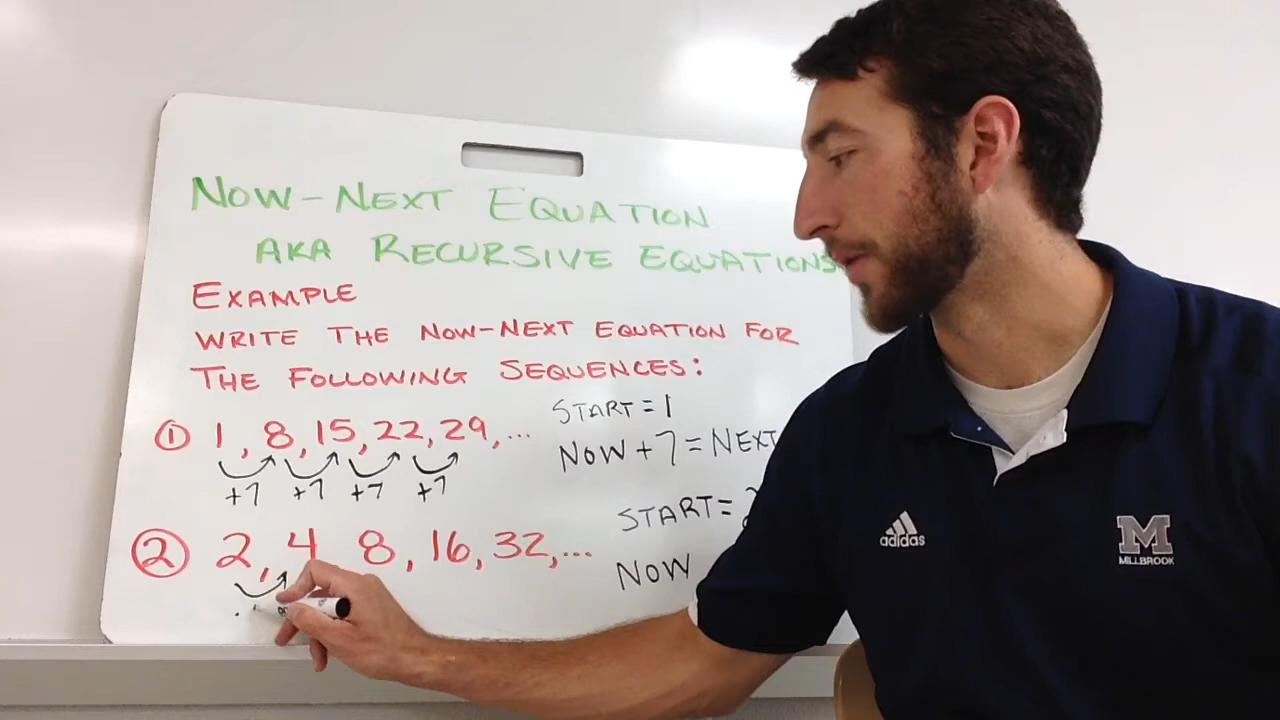 NOW-NEXT EQUATION
AKA RECURSIVE EQUATIONS
EXAMPLE
WRITE THE NOW-NEXT EQUATION FOR
THE FOLLOWING SEQUENCES:
① 1, 8, 15, 22, 29, ...
+7 +7 +7 +7
START = 1
NOW + 7 = NEXT
② 2, 4 8, 16, 32, ...
START = 2
NOW
adidas
M
MILLBROOK